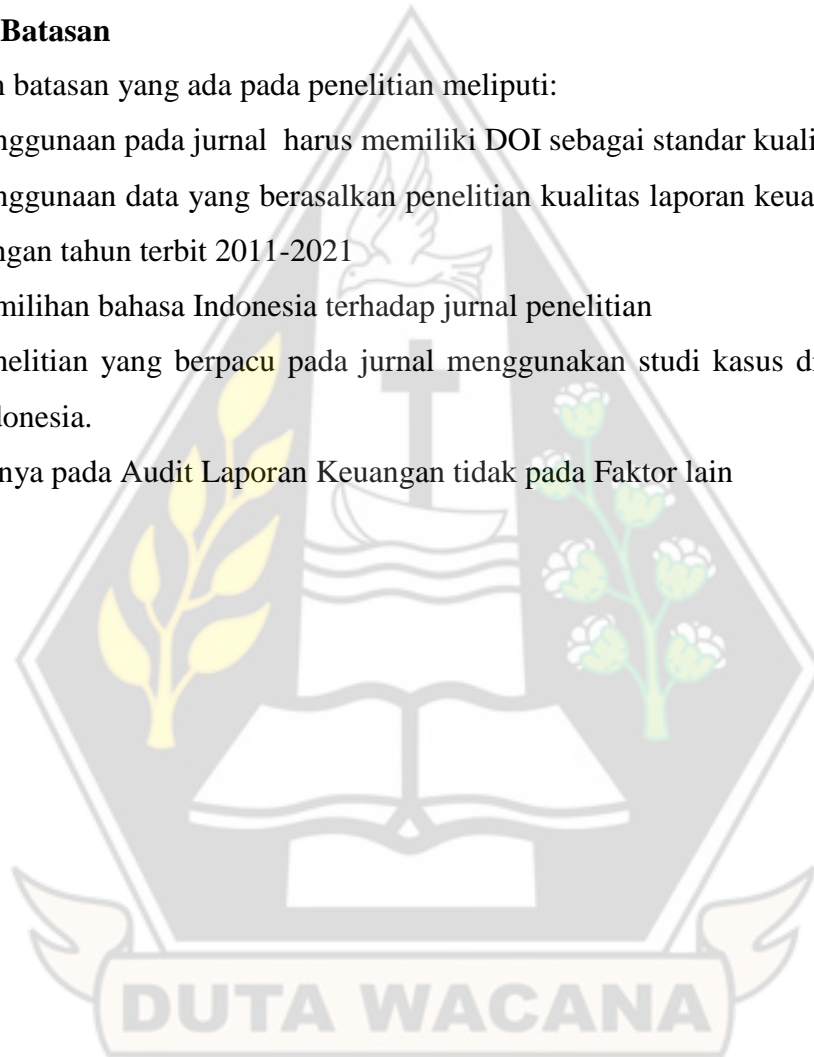 Batasan
n batasan yang ada pada penelitian meliputi:
nggunaan pada jurnal harus memiliki DOI sebagai standar kuali
nggunaan data yang berasalkan penelitian kualitas laporan keua
ngan tahun terbit 2011-2021
milihan bahasa Indonesia terhadap jurnal penelitian
nelitian yang berpacu pada jurnal menggunakan studi kasus di
donesia.
nya pada Audit Laporan Keuangan tidak pada Faktor lain
DUTA WACANA